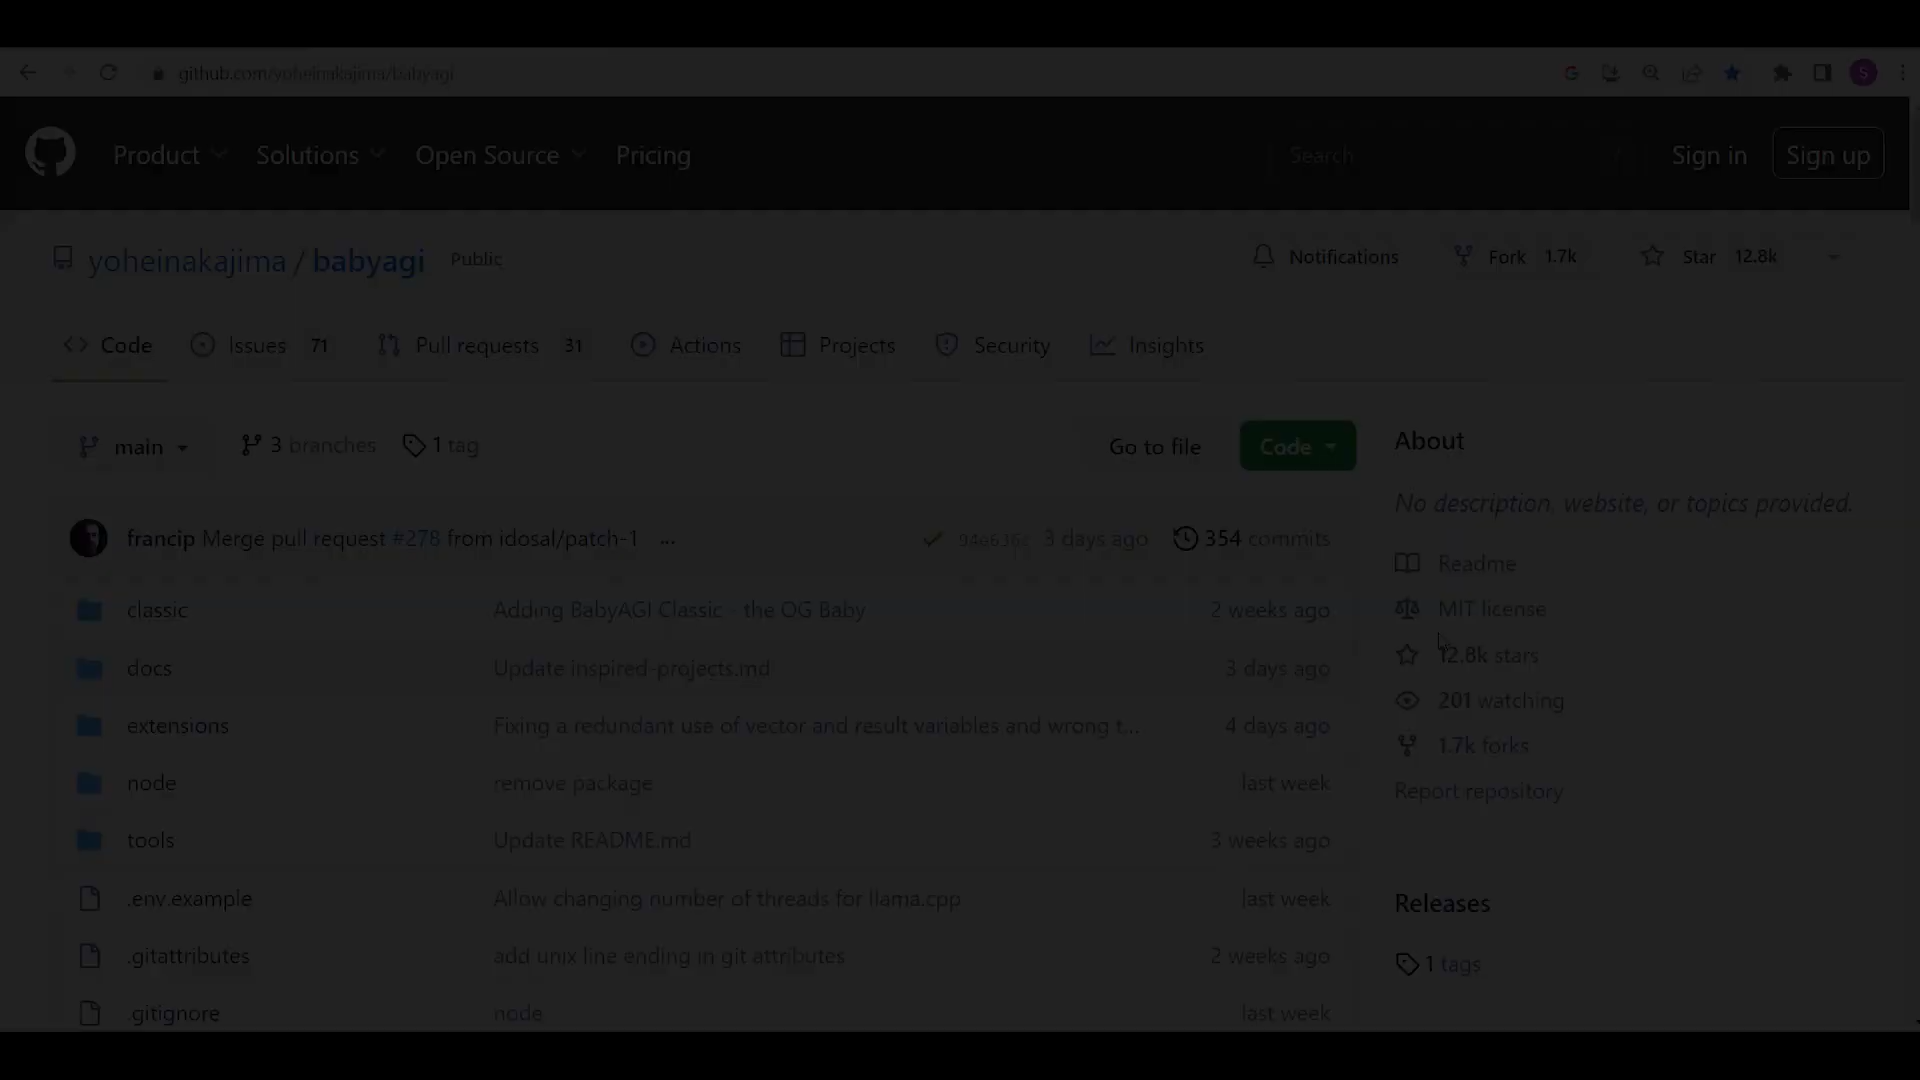 github.com/yoheinakajima/babyagi
S
Product Solutions Open Source Pricing Search Sign in Sign up
yoheinakajima / babyagi Public Notifications Fork 1.7k Star 12.8k
Code Issues 71 Pull requests 31 Actions Projects Security Insights
main 3 branches 1 tag Go to file Code
francip Merge pull request #278 from idosal/patch-1 ... 3 days ago 354 commits
classic Adding BabyAGI Classic - the OG Baby 2 weeks ago
docs Update inspired-projects.md 3 days ago
extensions Fixing a redundant use of vector and result variables and wrong t... 4 days ago
node remove package last week
tools Update README.md 3 weeks ago
.env.example Allow changing number of threads for llama.cpp last week
.gitattributes add unix line ending in git attributes 2 weeks ago
.gitignore node last week
About
No description, website, or topics provided.
Readme
MIT license
12.8k stars
201 watching
1.7k forks
Report repository
Releases
1 tags